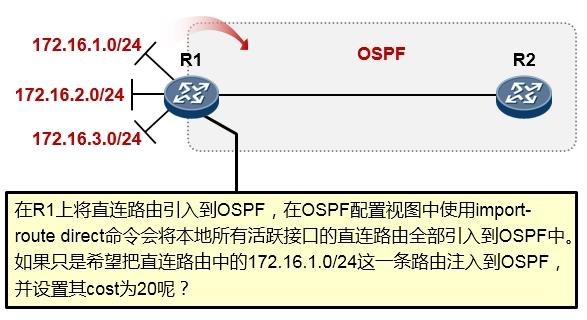 172.16.1.0/24
R1
OSPF
R2
172.16.2.0/24
172.16.3.0/24
在R1上将直连路由引入到OSPF，在OSPF配置视图中使用import-
route direct命令会将本地所有活跃接口的直连路由全部引入到OSPF中。
如果只是希望把直连路由中的172.16.1.0/24这一条路由注入到OSPF，
并设置其cost为20呢？